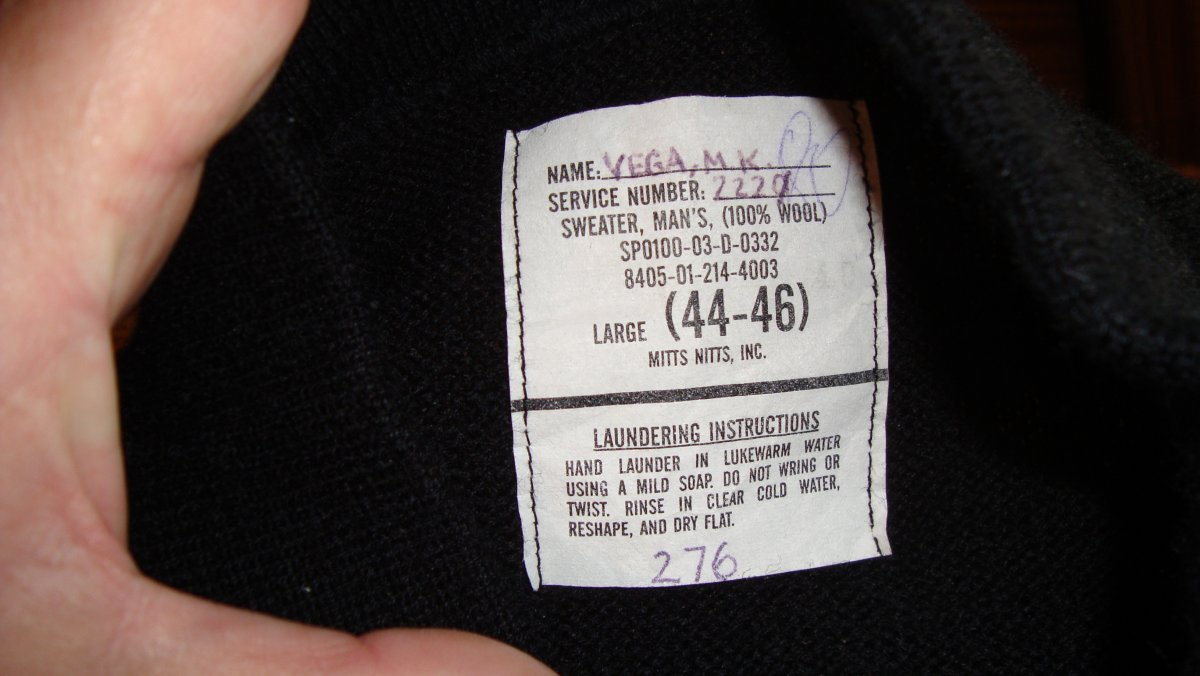 NAME: VEGA, M.K.
SERVICE NUMBER: 2220
SWEATER, MAN'S, (100% WOOL)
SP0100-03-D-0332
8405-01-214-4003
LARGE (44-46)
MITTS NITTS, INC.
LAUNDERING INSTRUCTIONS
HAND LAUNDER IN LUKEWARM WATER
USING A MILD SOAP. DO NOT WRING OR
TWIST. RINSE IN CLEAR COLD WATER,
RESHAPE, AND DRY FLAT.
276